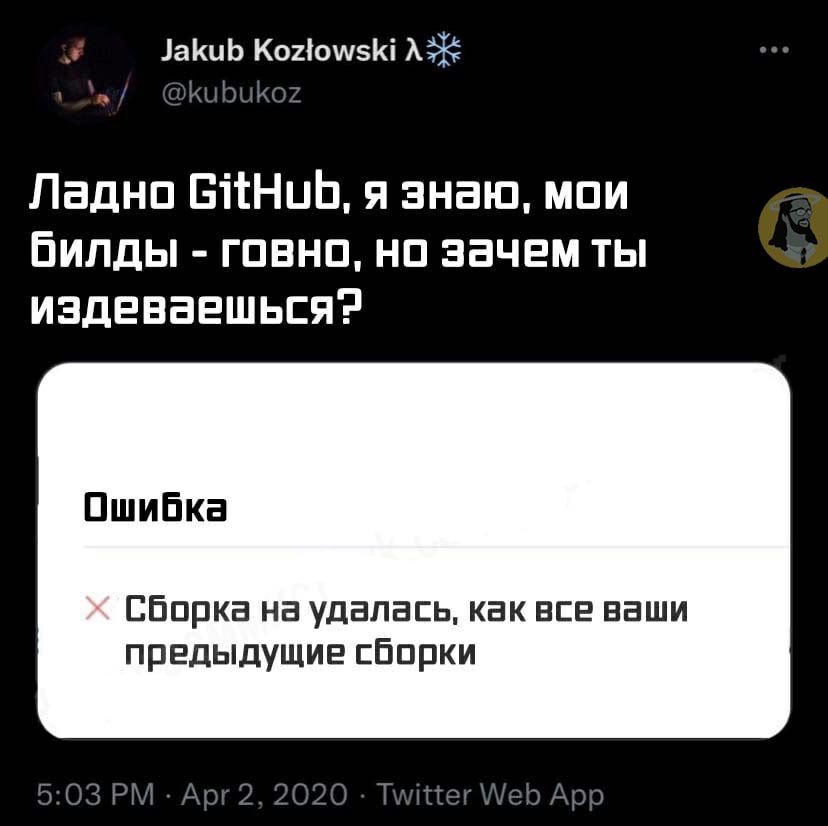 Jakub Kozłowski λ❄
@kubukoz
Ладно GitHub, я знаю, мои
билды - говно, но зачем ты
издеваешься?
Ошибка
Сборка на удалась, как все ваши
предыдущие сборки
5:03 PM · Apr 2, 2020 · Twitter Web App